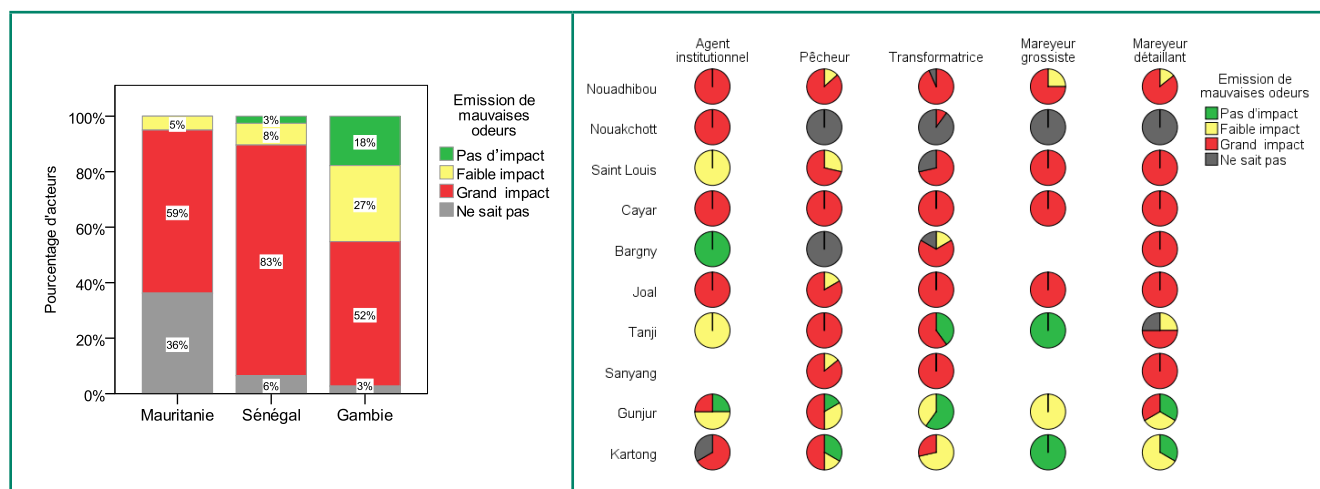 Emission de
mauvaises
odeurs
Pas d'impact
Faible impact
Grand impact
Ne sait pas
Pourcentage d'acteurs
100%
80%
60%
40%
20%
0%
5%
59%
36%
3%
8%
83%
6%
18%
27%
52%
3%
Mauritanie
Sénégal
Gambie
Agent
institutionnel
Pêcheur
Transformatrice
Mareyeur
grossiste
Mareyeur
détaillant
Nouadhibou
Nouakchott
Saint Louis
Cayar
Bargny
Joal
Tanji
Sanyang
Gunjur
Kartong
Emission de
mauvaises odeurs
Pas d'impact
Faible impact
Grand impact
Ne sait pas